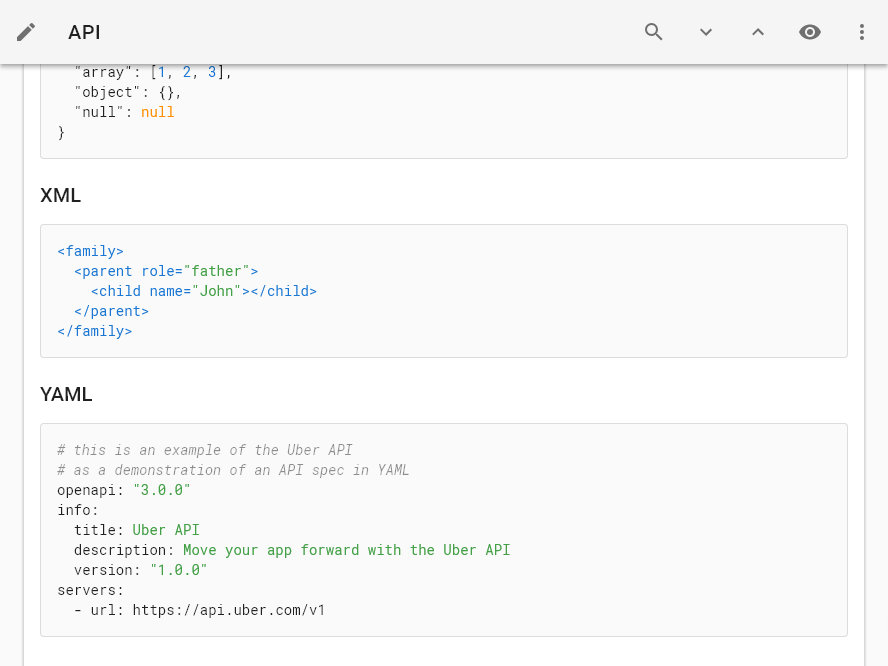 API
"array": [1, 2, 3],
"object": {},
"null": null
}
XML
<family>
<parent role="father">
<child name="John"></child>
</parent>
</family>
YAML
# this is an example of the Uber API
# as a demonstration of an API spec in YAML
openapi: "3.0.0"
info:
title: Uber API
description: Move your app forward with the Uber API
version: "1.0.0"
servers:
- url: https://api.uber.com/v1